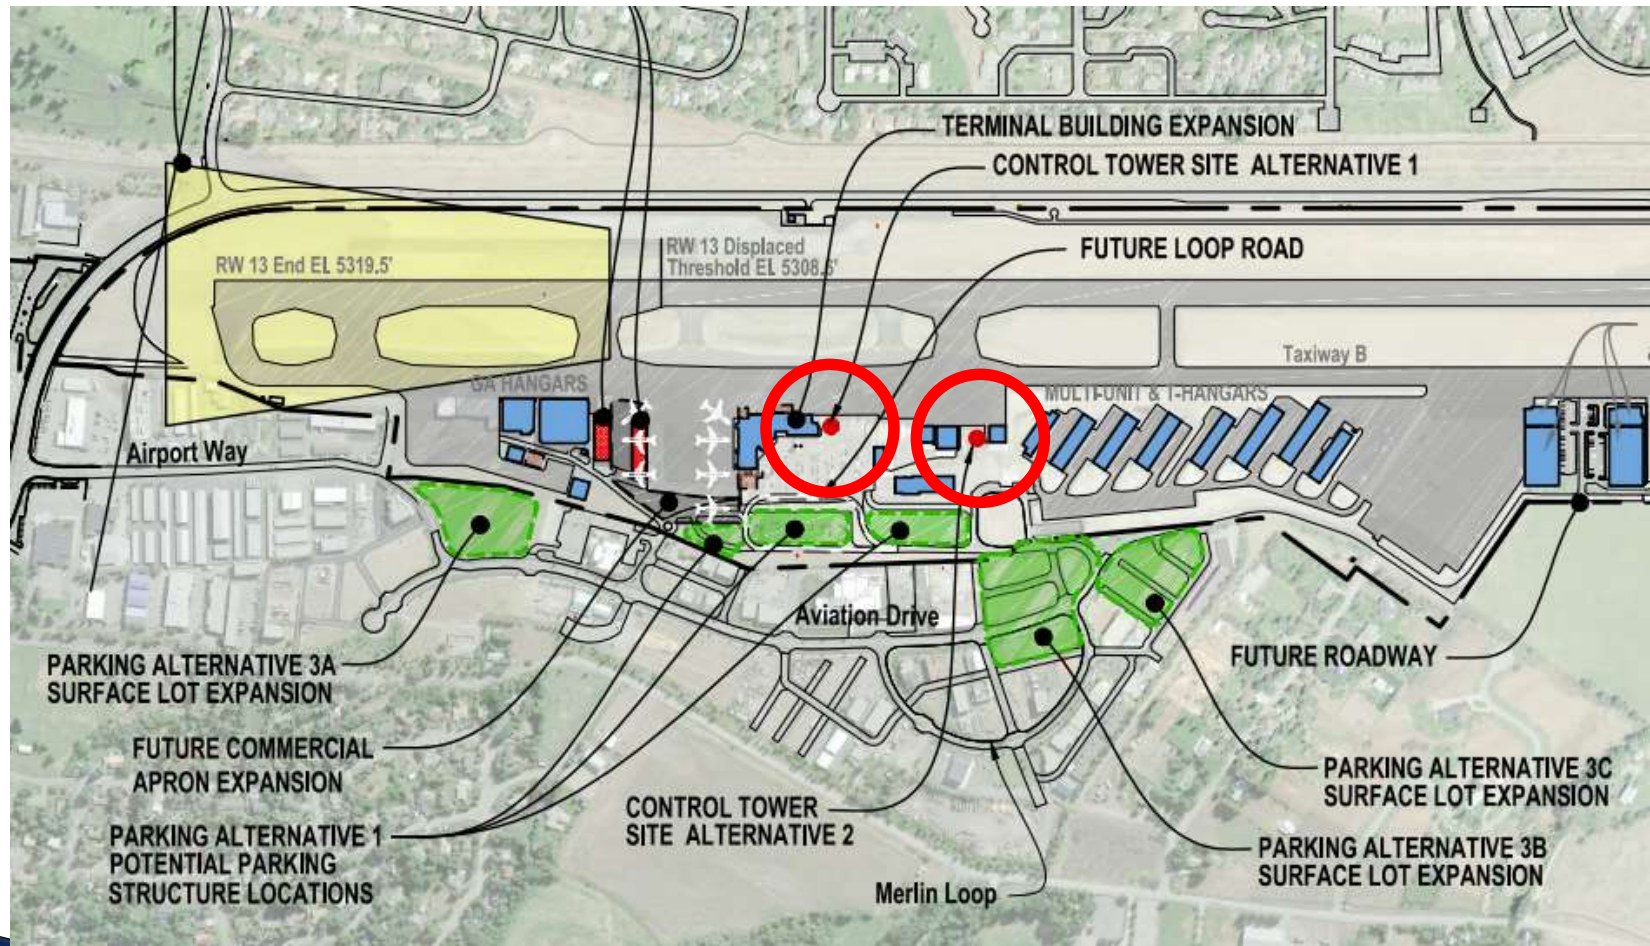 TERMINAL BUILDING EXPANSION
CONTROL TOWER SITE ALTERNATIVE 1
RW 13 Displaced
Threshold EL 5308.5'
FUTURE LOOP ROAD
RW 13 End EL 5319.5'
Taxiway B
GA HANGARS
MULTI-UNIT & T-HANGARS
Airport Way
Aviation Drive
PARKING ALTERNATIVE 3A
SURFACE LOT EXPANSION
FUTURE ROADWAY
FUTURE COMMERCIAL
APRON EXPANSION
PARKING ALTERNATIVE 3C
SURFACE LOT EXPANSION
CONTROL TOWER
SITE ALTERNATIVE 2
PARKING ALTERNATIVE 1
POTENTIAL PARKING
STRUCTURE LOCATIONS
PARKING ALTERNATIVE 3B
SURFACE LOT EXPANSION
Merlin Loop